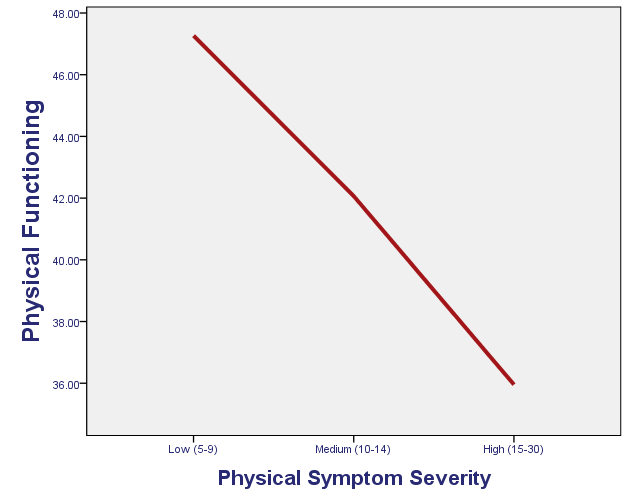 48.00
46.00
44.00
42.00
40.00
38.00
36.00
Physical Functioning
Low (5-9)
Medium (10-14)
High (15-30)
Physical Symptom Severity